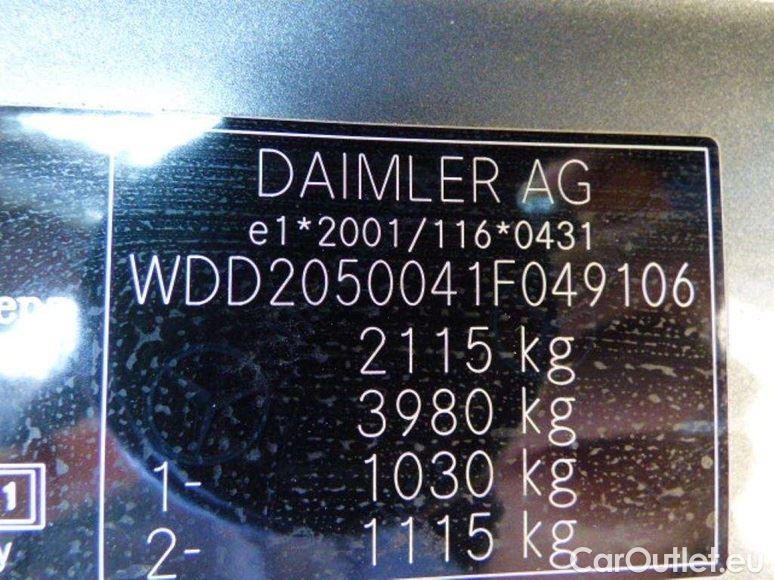 DAIMLER AG
e1*2001/116*0431
WDD2050041F049106
2115 kg
3980 kg
1- 1030 kg
2- 1115 kg
1
y
CarOutlet.eu